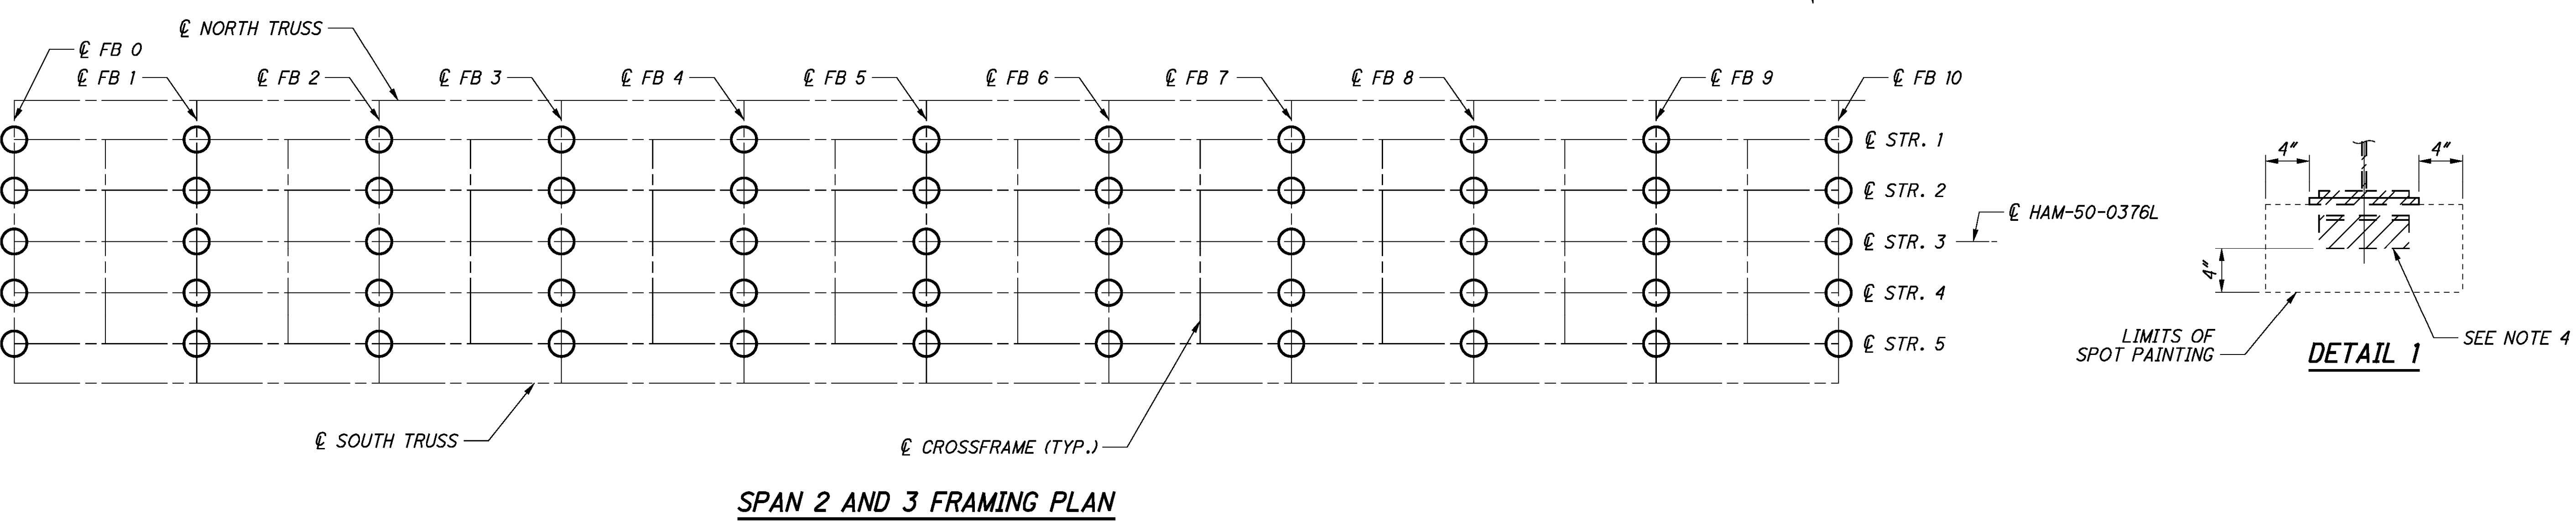 ℄ NORTH TRUSS
℄ FB 0
℄ FB 1
℄ FB 2
℄ FB 3
℄ FB 4
℄ FB 5
℄ FB 6
℄ FB 7
℄ FB 8
℄ FB 9
℄ FB 10
℄ STR. 1
℄ STR. 2
℄ STR. 3
℄ STR. 4
℄ STR. 5
℄ HAM-50-0376L
℄ SOUTH TRUSS
℄ CROSSFRAME (TYP.)
SPAN 2 AND 3 FRAMING PLAN
4"
4"
4"
LIMITS OF
SPOT PAINTING
SEE NOTE 4
DETAIL 1